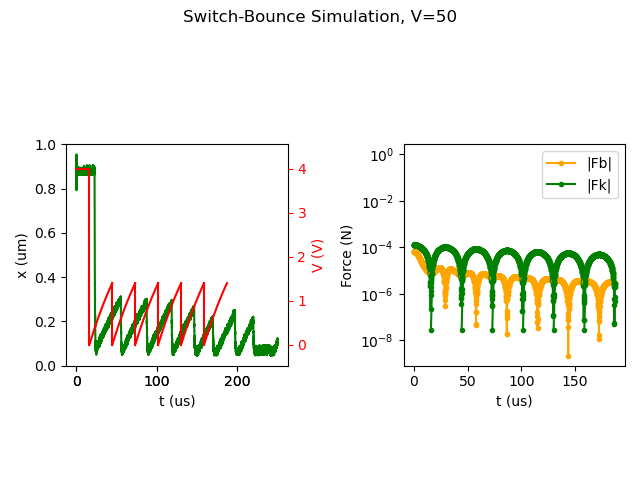 Switch-Bounce Simulation, V=50
1.0
0.8
0.6
0.4
0.2
0.0
x (um)
0
100
200
t (us)
4
3
2
1
0
V (V)
10^0
10^-2
10^-4
10^-6
10^-8
Force (N)
|Fb|
|Fk|
0
50
100
150
t (us)